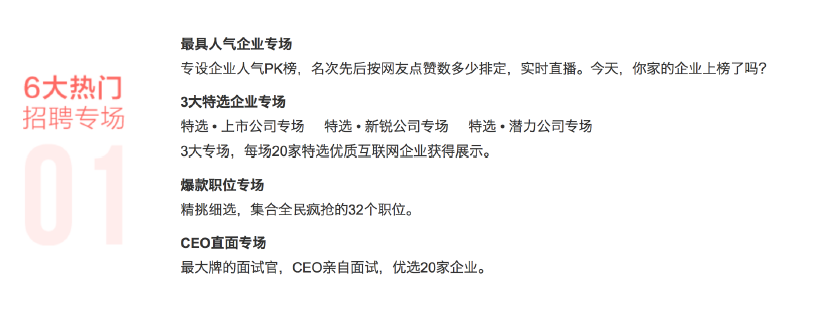 6大热门
招聘专场
01
最具人气企业专场
专设企业人气PK榜，名次先后按网友点赞数多少排定，实时直播。今天，你家的企业上榜了吗？
3大特选企业专场
特选 • 上市公司专场 特选 • 新锐公司专场 特选 • 潜力公司专场
3大专场，每场20家特选优质互联网企业获得展示。
爆款职位专场
精挑细选，集合全民疯抢的32个职位。
CEO直面专场
最大牌的面试官，CEO亲自面试，优选20家企业。